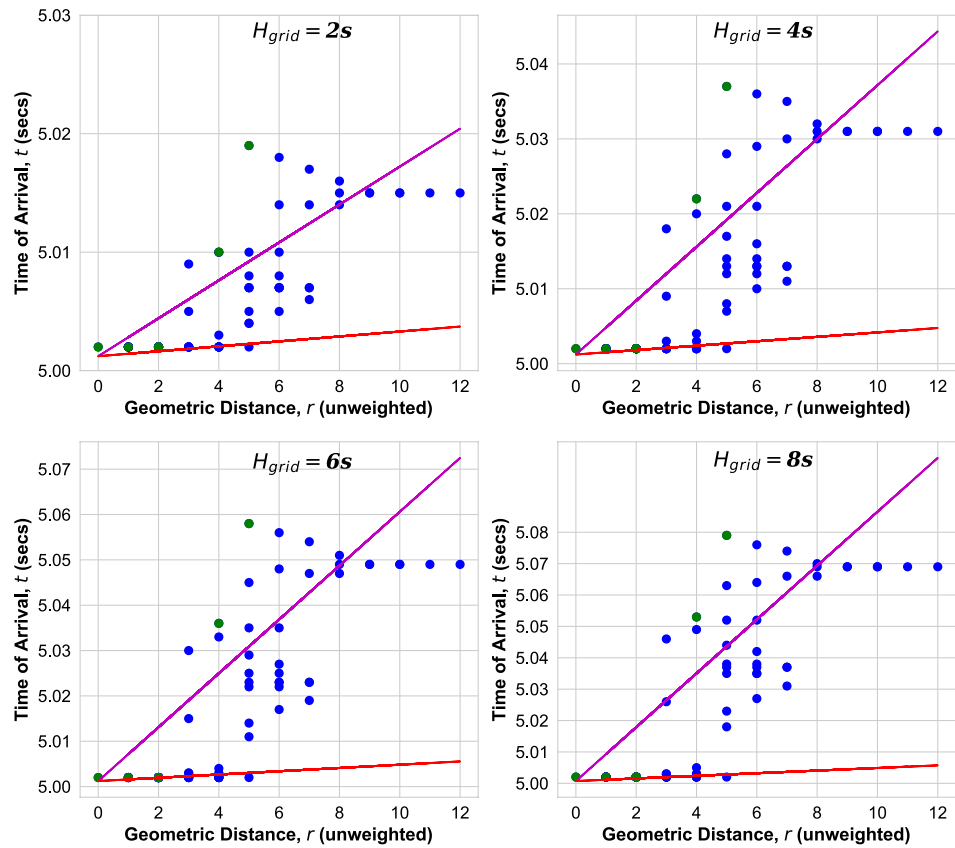 H_grid = 2s
Time of Arrival, t (secs)
5.03
5.02
5.01
5.00
0 2 4 6 8 10 12
Geometric Distance, r (unweighted)
H_grid = 4s
Time of Arrival, t (secs)
5.04
5.03
5.02
5.01
5.00
0 2 4 6 8 10 12
Geometric Distance, r (unweighted)
H_grid = 6s
Time of Arrival, t (secs)
5.07
5.06
5.05
5.04
5.03
5.02
5.01
5.00
0 2 4 6 8 10 12
Geometric Distance, r (unweighted)
H_grid = 8s
Time of Arrival, t (secs)
5.08
5.07
5.06
5.05
5.04
5.03
5.02
5.01
5.00
0 2 4 6 8 10 12
Geometric Distance, r (unweighted)